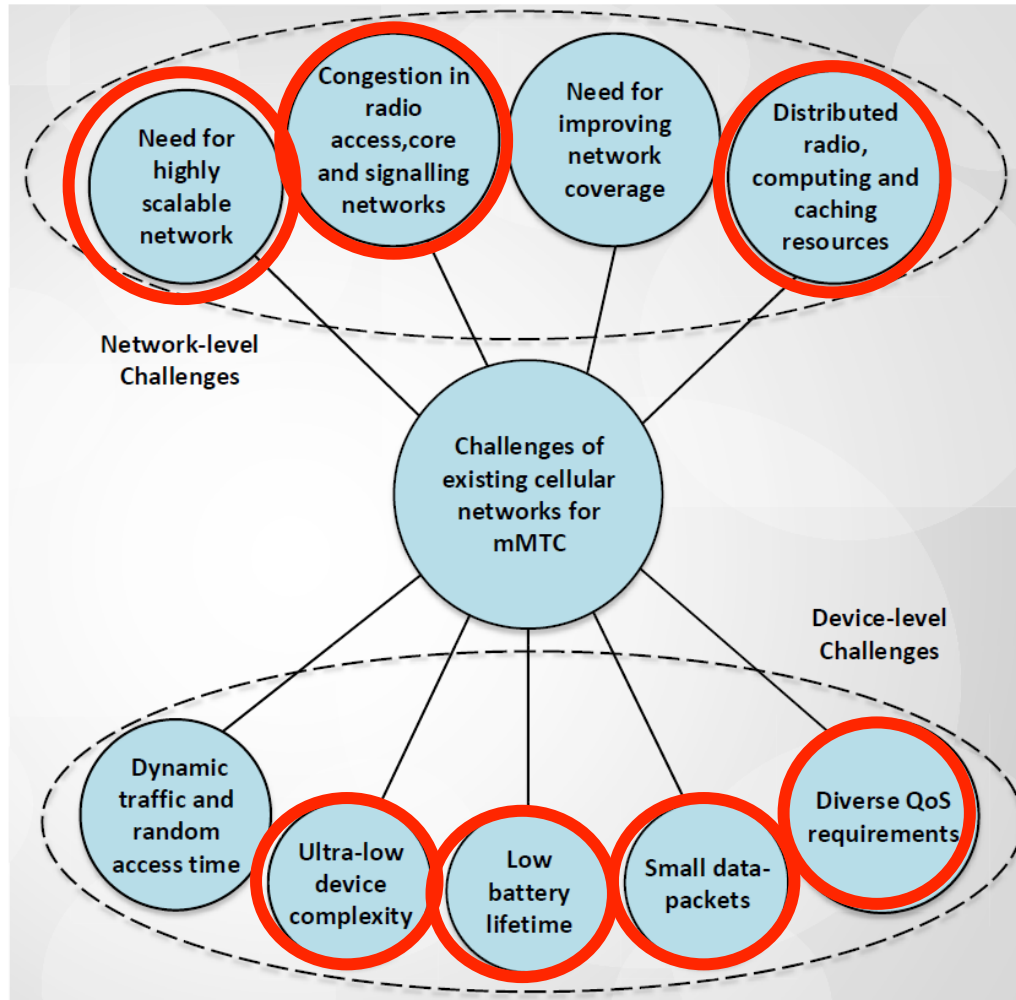 Need for
highly
scalable
network
Congestion in
radio
access,core
and signalling
networks
Need for
improving
network
coverage
Distributed
radio,
computing and
caching
resources
Network-level
Challenges
Challenges of
existing cellular
networks for
mMTC
Device-level
Challenges
Dynamic
traffic and
random
access time
Ultra-low
device
complexity
Low
battery
lifetime
Small data-
packets
Diverse QoS
requirements